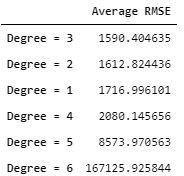 Average RMSE
Degree = 3 1590.404635
Degree = 2 1612.824436
Degree = 1 1716.996101
Degree = 4 2080.145656
Degree = 5 8573.970563
Degree = 6 167125.925844